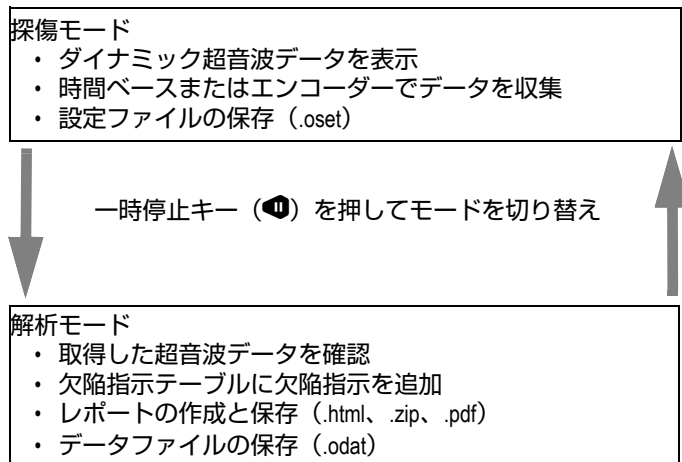 探傷モード
・ ダイナミック超音波データを表示
・ 時間ベースまたはエンコーダーでデータを収集
・ 設定ファイルの保存（.oset）
一時停止キー（）を押してモードを切り替え
解析モード
・ 取得した超音波データを確認
・ 欠陥指示テーブルに欠陥指示を追加
・ レポートの作成と保存（.html、.zip、.pdf）
・ データファイルの保存（.odat）